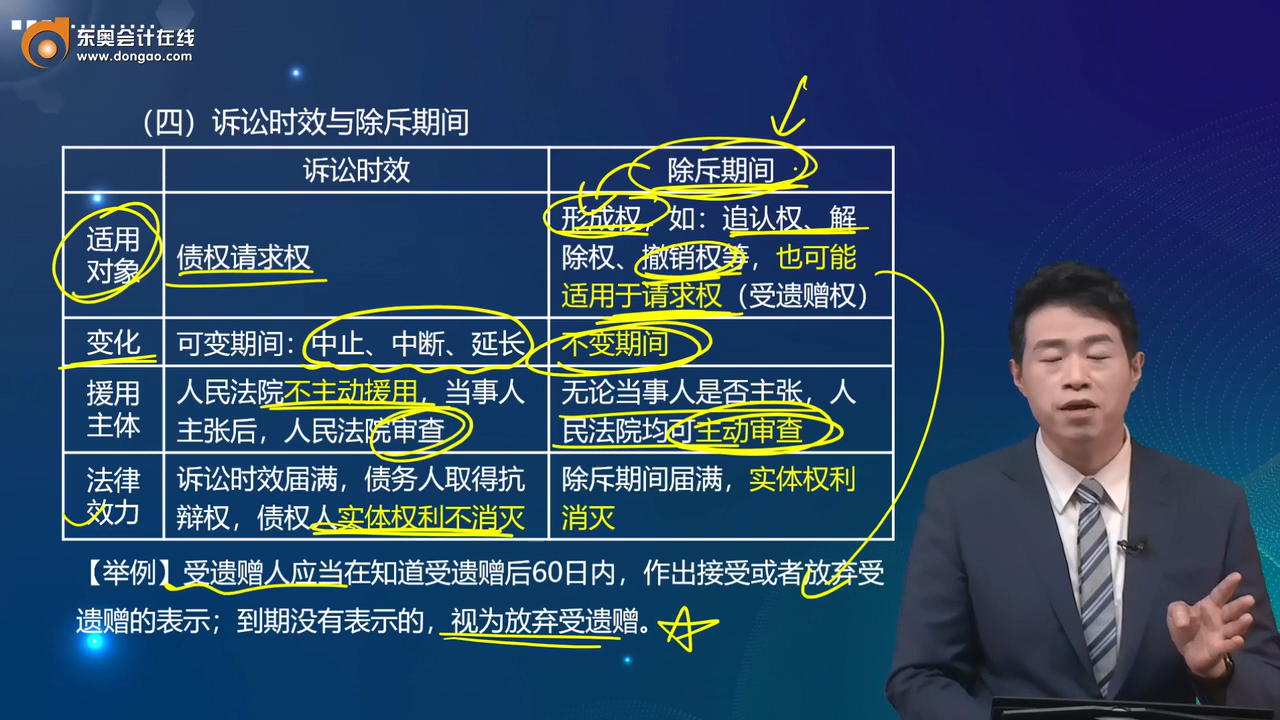 东奥会计在线
www.dongao.com
（四）诉讼时效与除斥期间
诉讼时效
除斥期间
适用
对象
债权请求权
形成权，如：追认权、解
除权、撤销权等，也可能
适用于请求权（受遗赠权）
变化
可变期间：中止、中断、延长
不变期间
援用
主体
人民法院不主动援用，当事人
主张后，人民法院审查
无论当事人是否主张，人
民法院均可主动审查
法律
效力
诉讼时效届满，债务人取得抗
辩权，债权人实体权利不消灭
除斥期间届满，实体权利
消灭
【举例】受遗赠人应当在知道受遗赠后60日内，作出接受或者放弃受
遗赠的表示；到期没有表示的，视为放弃受遗赠。